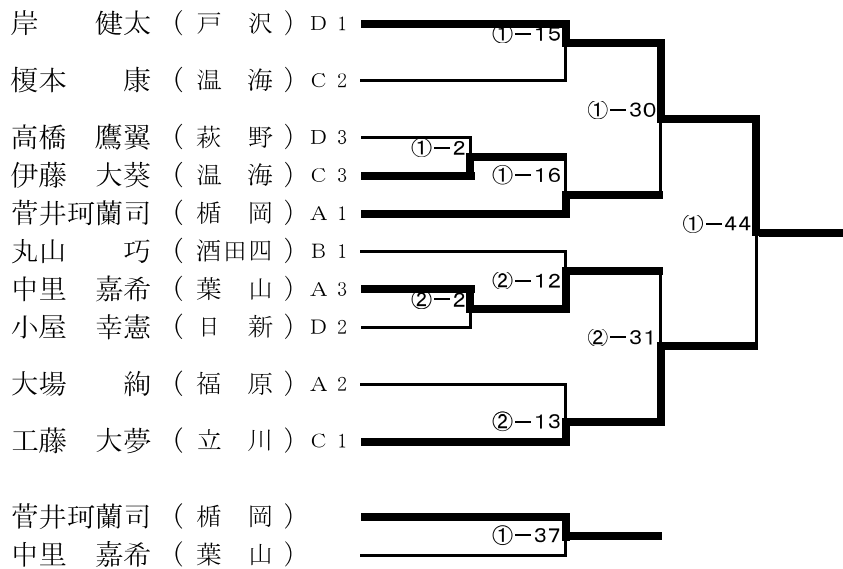 岸　健太（戸　沢）D 1
①－15
榎本　康（温　海）C 2
①－30
高橋　鷹翼（萩　野）D 3
①－2
伊藤　大葵（温　海）C 3
①－16
菅井珂蘭司（楯　岡）A 1
①－44
丸山　巧（酒田四）B 1
中里　嘉希（葉　山）A 3
②－12
②－2
小屋　幸憲（日　新）D 2
②－31
大場　絢（福　原）A 2
②－13
工藤　大夢（立　川）C 1
菅井珂蘭司（楯　岡）
①－37
中里　嘉希（葉　山）